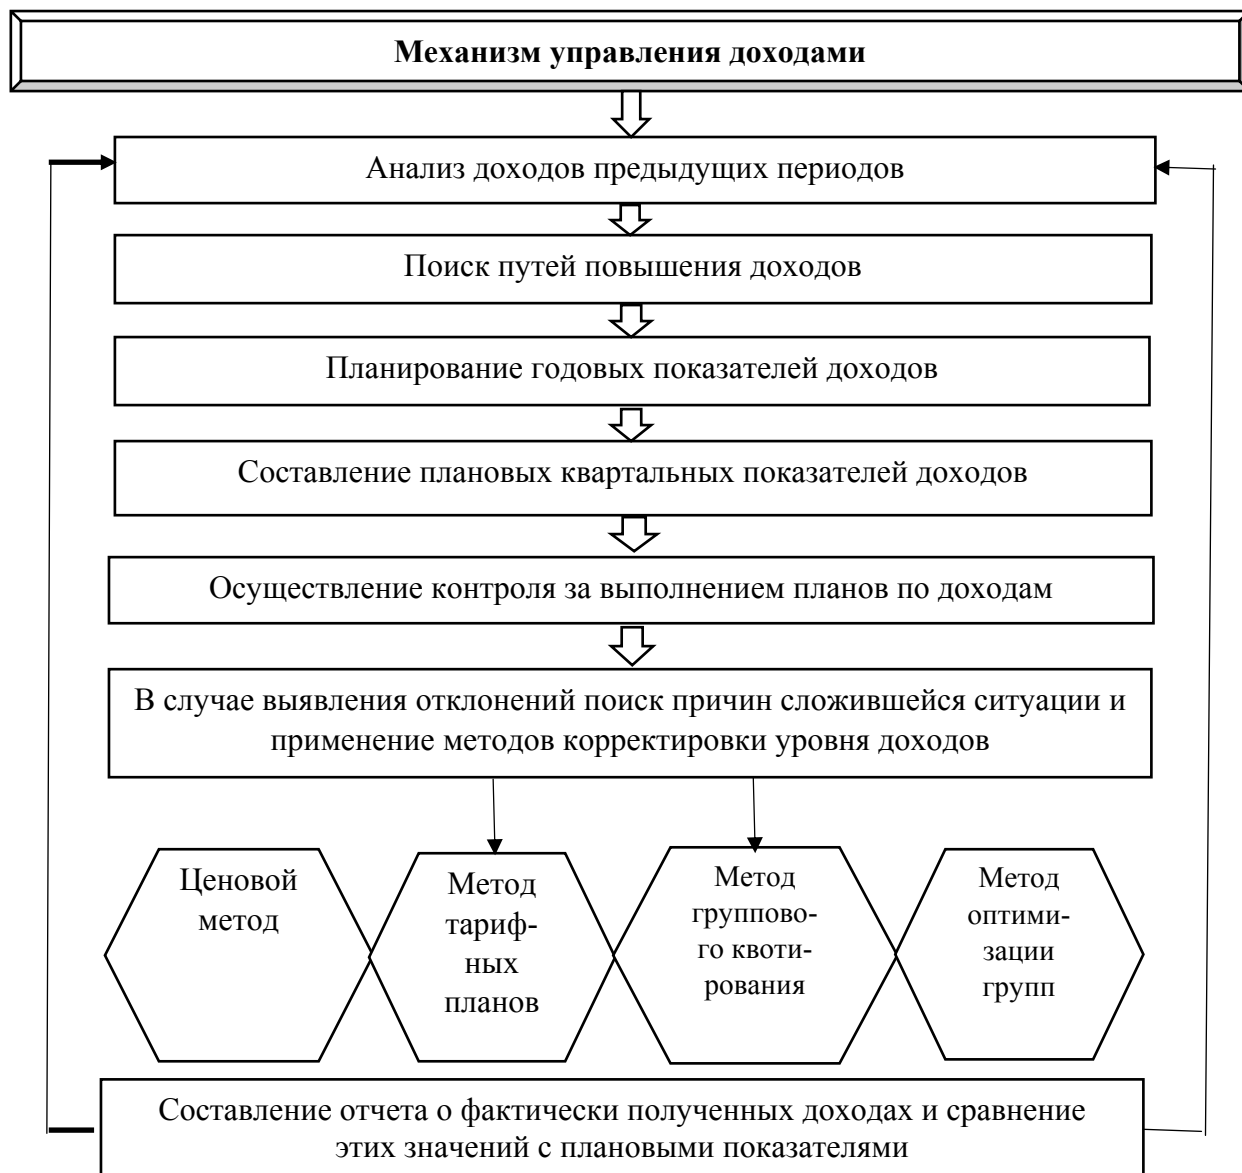 Механизм управления доходами
Анализ доходов предыдущих периодов
Поиск путей повышения доходов
Планирование годовых показателей доходов
Составление плановых квартальных показателей доходов
Осуществление контроля за выполнением планов по доходам
В случае выявления отклонений поиск причин сложившейся ситуации и
применение методов корректировки уровня доходов
Ценовой
метод
Метод
тариф-
ных
планов
Метод
группово-
го квоти-
рования
Метод
оптими-
зации
групп
Составление отчета о фактически полученных доходах и сравнение
этих значений с плановыми показателями